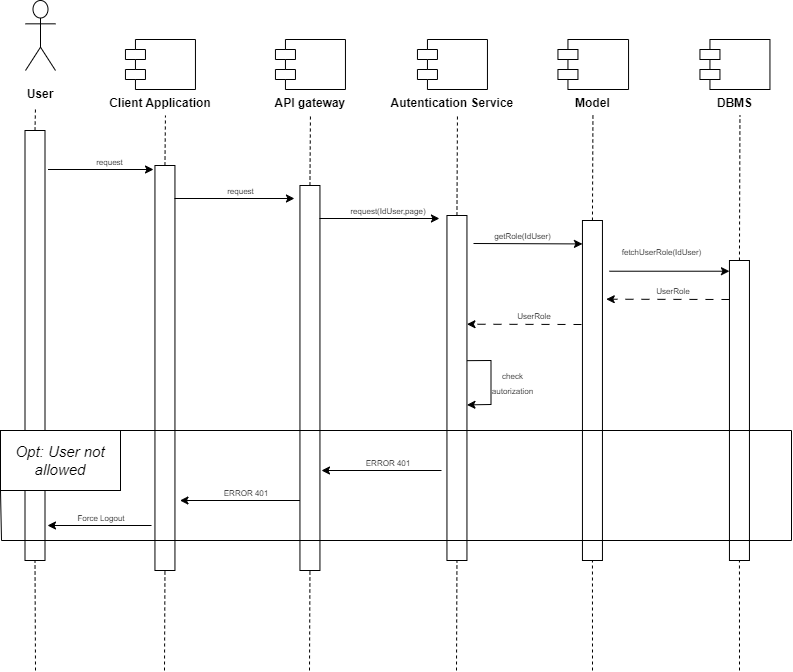 User
Client Application
API gateway
Autentication Service
Model
DBMS
request
request
request(IdUser,page)
getRole(IdUser)
fetchUserRole(IdUser)
UserRole
UserRole
check
autorization
Opt: User not
allowed
ERROR 401
ERROR 401
Force Logout